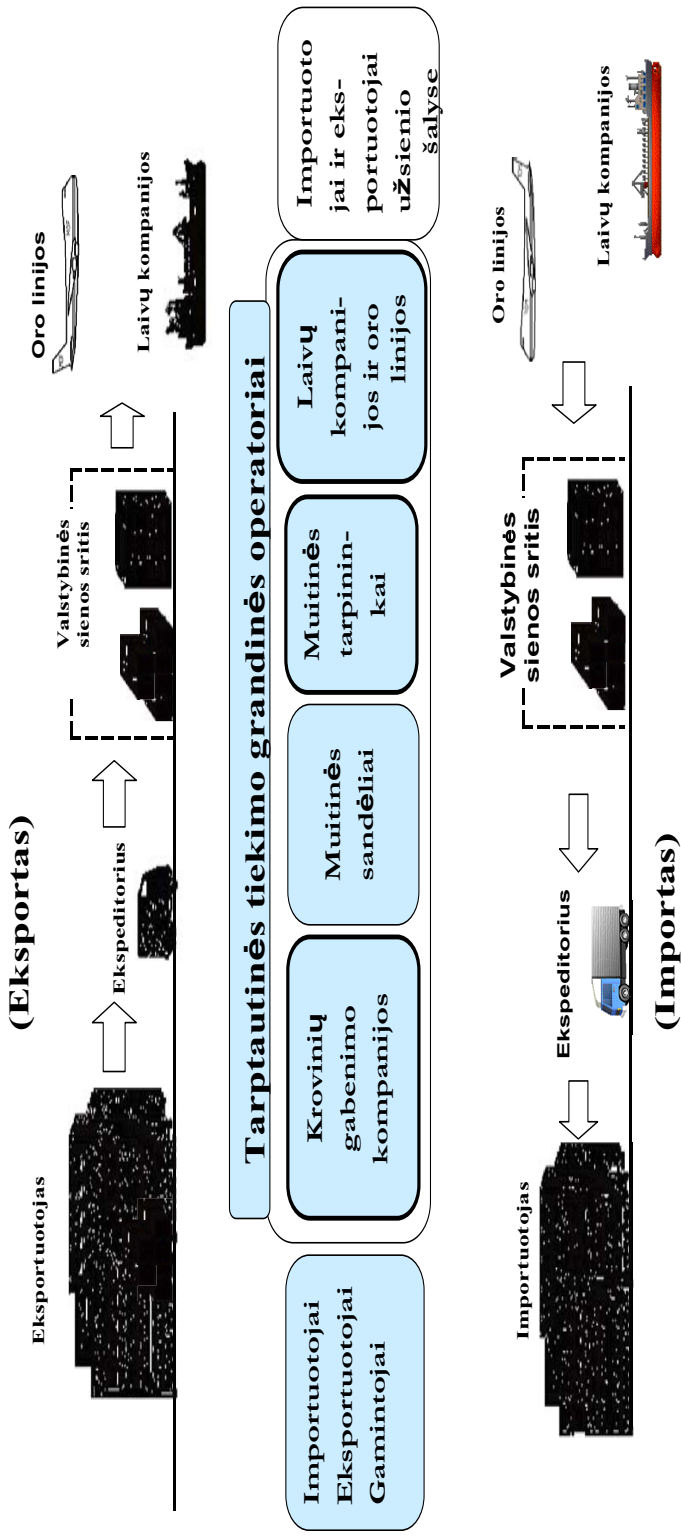 (Eksportas)
Eksportuotojas
Ekspeditorius
Valstybinės
sienos sritis
Oro linijos
Laivų kompanijos
Tarptautinės tiekimo grandinės operatoriai
Importuotojai
Eksportuotojai
Gamintojai
Krovinių
gabenimo
kompanijos
Muitinės
sandėliai
Muitinės
tarpinin-
kai
Laivų
kompani-
jos ir oro
linijos
Importuoto
jai ir eks-
portuotojai
užsienio
šalyse
Importuotojas
Ekspeditorius
Valstybinės
sienos sritis
Oro linijos
Laivų kompanijos
(Importas)